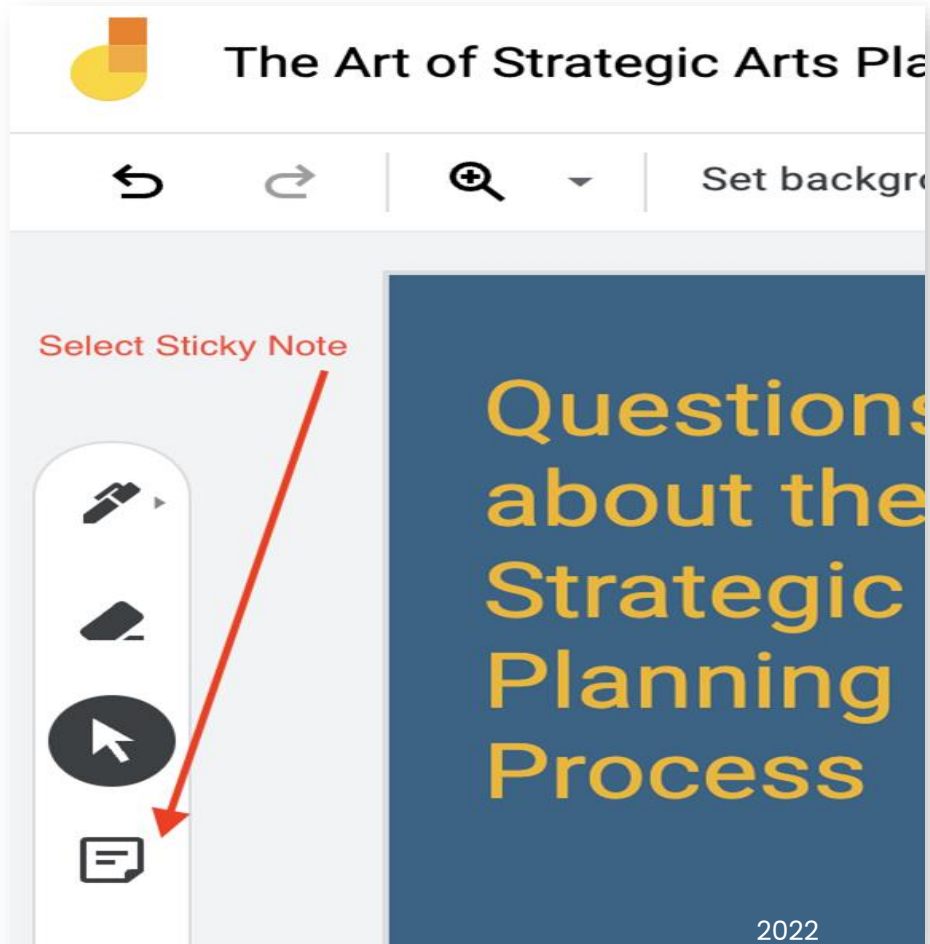 The Art of Strategic Arts Pla
Set backgr
Select Sticky Note
Questions
about the
Strategic
Planning
Process
2022